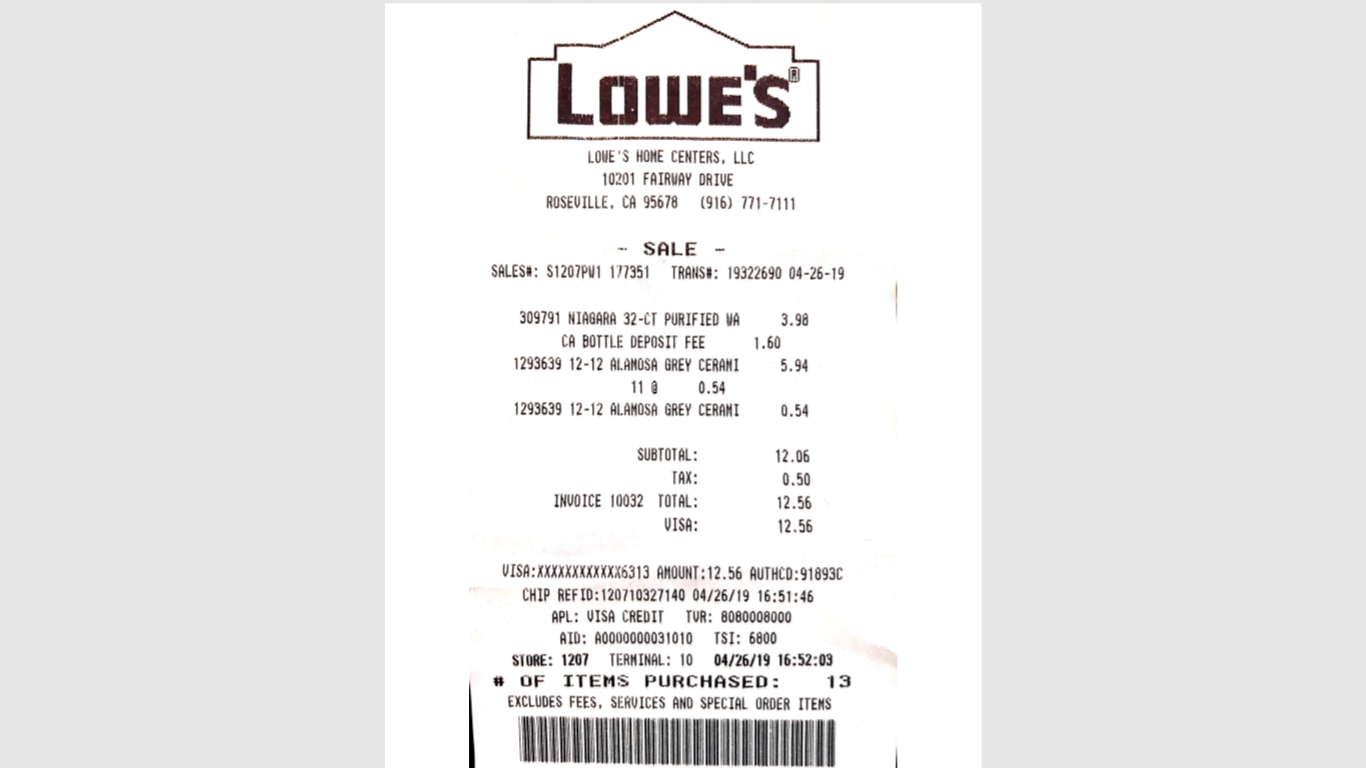 LOWE'S®
LOWE'S HOME CENTERS, LLC
10201 FAIRWAY DRIVE
ROSEVILLE, CA 95678 (916) 771-7111
- SALE -
SALES#: S1207PW1 177351 TRANS#: 19322690 04-26-19
309791 NIAGARA 32-CT PURIFIED WA 3.98
CA BOTTLE DEPOSIT FEE 1.60
1293639 12-12 ALAMOSA GREY CERAMI 5.94
11 @ 0.54
1293639 12-12 ALAMOSA GREY CERAMI 0.54
SUBTOTAL: 12.06
TAX: 0.50
INVOICE 10032 TOTAL: 12.56
VISA: 12.56
VISA:XXXXXXXXXXXX6313 AMOUNT:12.56 AUTHCD:91893C
CHIP REFID:120710327140 04/26/19 16:51:46
APL: VISA CREDIT TVR: 8080008000
AID: A0000000031010 TSI: 6800
STORE: 1207 TERMINAL: 10 04/26/19 16:52:03
# OF ITEMS PURCHASED: 13
EXCLUDES FEES, SERVICES AND SPECIAL ORDER ITEMS